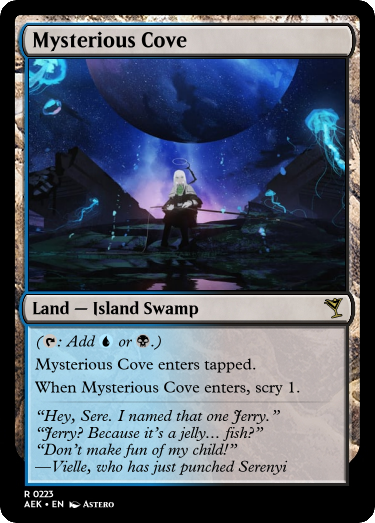 Mysterious Cove
Land — Island Swamp
(: Add or .)
Mysterious Cove enters tapped.
When Mysterious Cove enters, scry 1.
“Hey, Sere. I named that one Jerry.”
“Jerry? Because it’s a jelly… fish?”
“Don’t make fun of my child!”
—Vielle, who has just punched Serenyi
R 0223
AEK • EN Astero